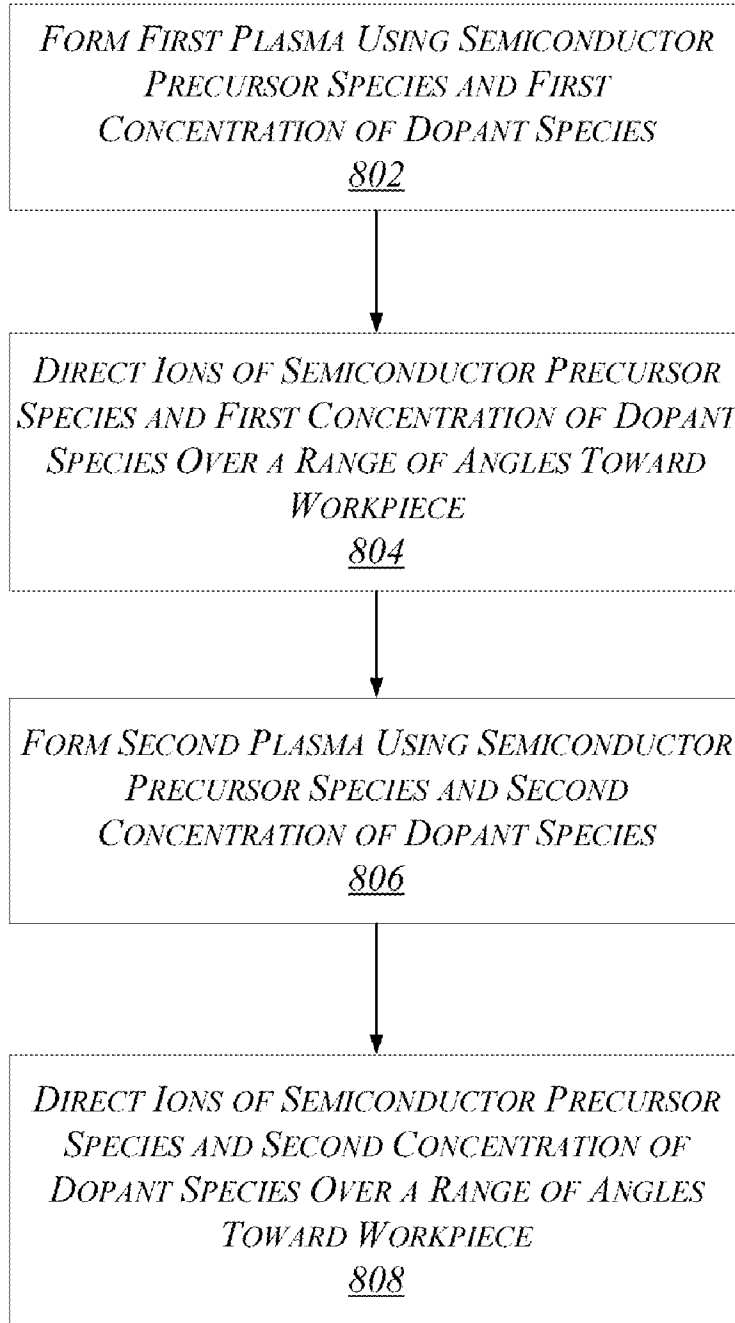 FORM FIRST PLASMA USING SEMICONDUCTOR
PRECURSOR SPECIES AND FIRST
CONCENTRATION OF DOPANT SPECIES
802
DIRECT IONS OF SEMICONDUCTOR PRECURSOR
SPECIES AND FIRST CONCENTRATION OF DOPANT
SPECIES OVER A RANGE OF ANGLES TOWARD
WORKPIECE
804
FORM SECOND PLASMA USING SEMICONDUCTOR
PRECURSOR SPECIES AND SECOND
CONCENTRATION OF DOPANT SPECIES
806
DIRECT IONS OF SEMICONDUCTOR PRECURSOR
SPECIES AND SECOND CONCENTRATION OF
DOPANT SPECIES OVER A RANGE OF ANGLES
TOWARD WORKPIECE
808